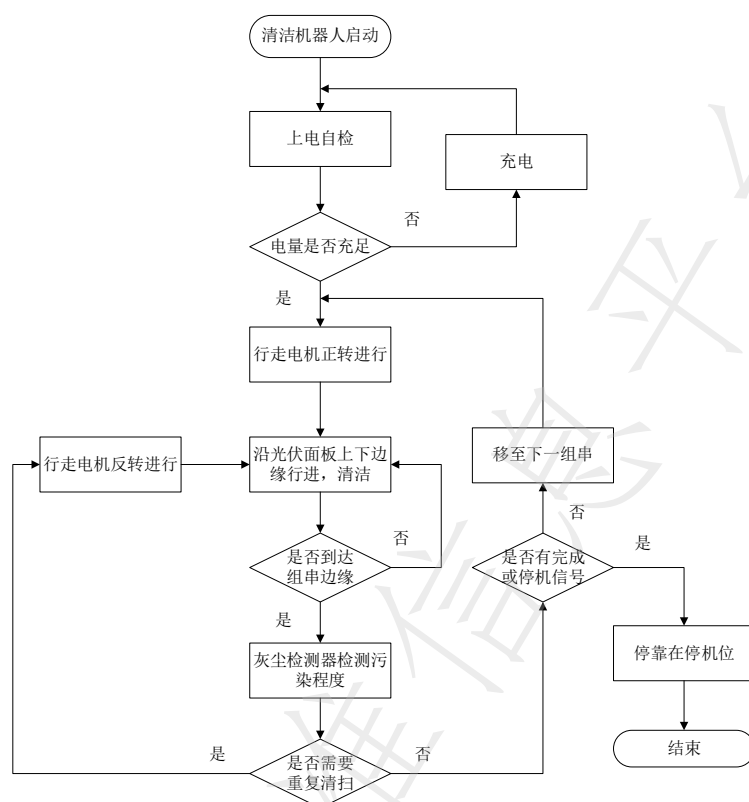 清洁机器人启动
上电自检
充电
否
电量是否充足
是
行走电机正转进行
行走电机反转进行
沿光伏面板上下边
缘行进，清洁
移至下一组串
否
否
是否到达
组串边缘
是否有完成
或停机信号
是
是
灰尘检测器检测污
染程度
停靠在停机位
是
否
是否需要
重复清扫
结束
准信息平